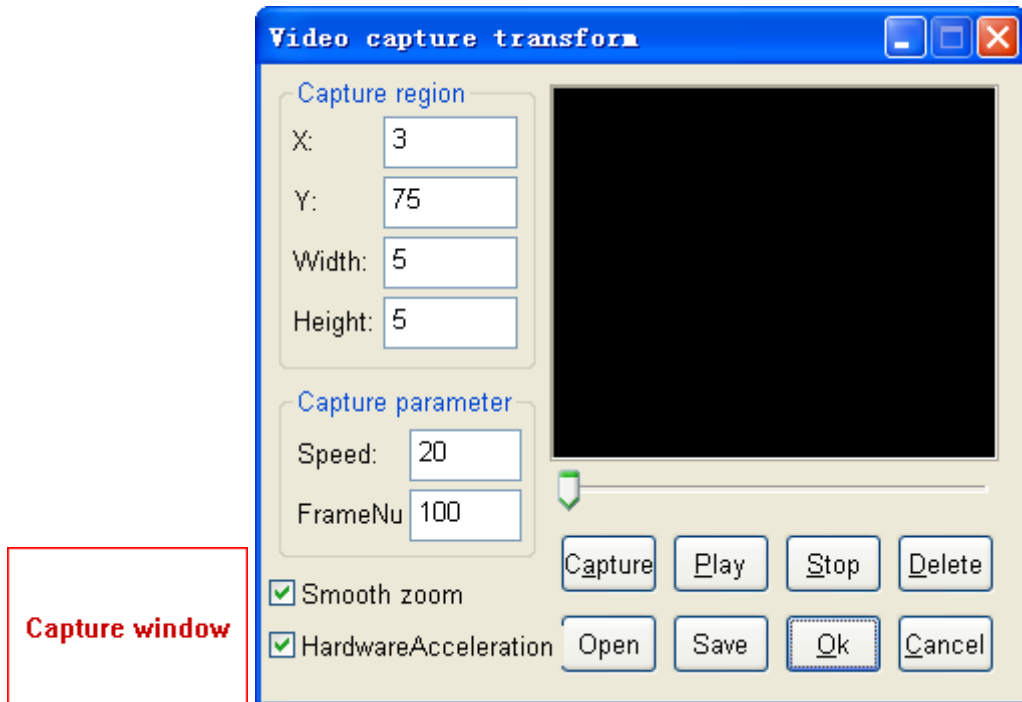 Video capture transform
Capture region
X: 3
Y: 75
Width: 5
Height: 5
Capture parameter
Speed: 20
FrameNu 100
Smooth zoom
HardwareAcceleration
Capture Play Stop Delete
Open Save Ok Cancel
Capture window